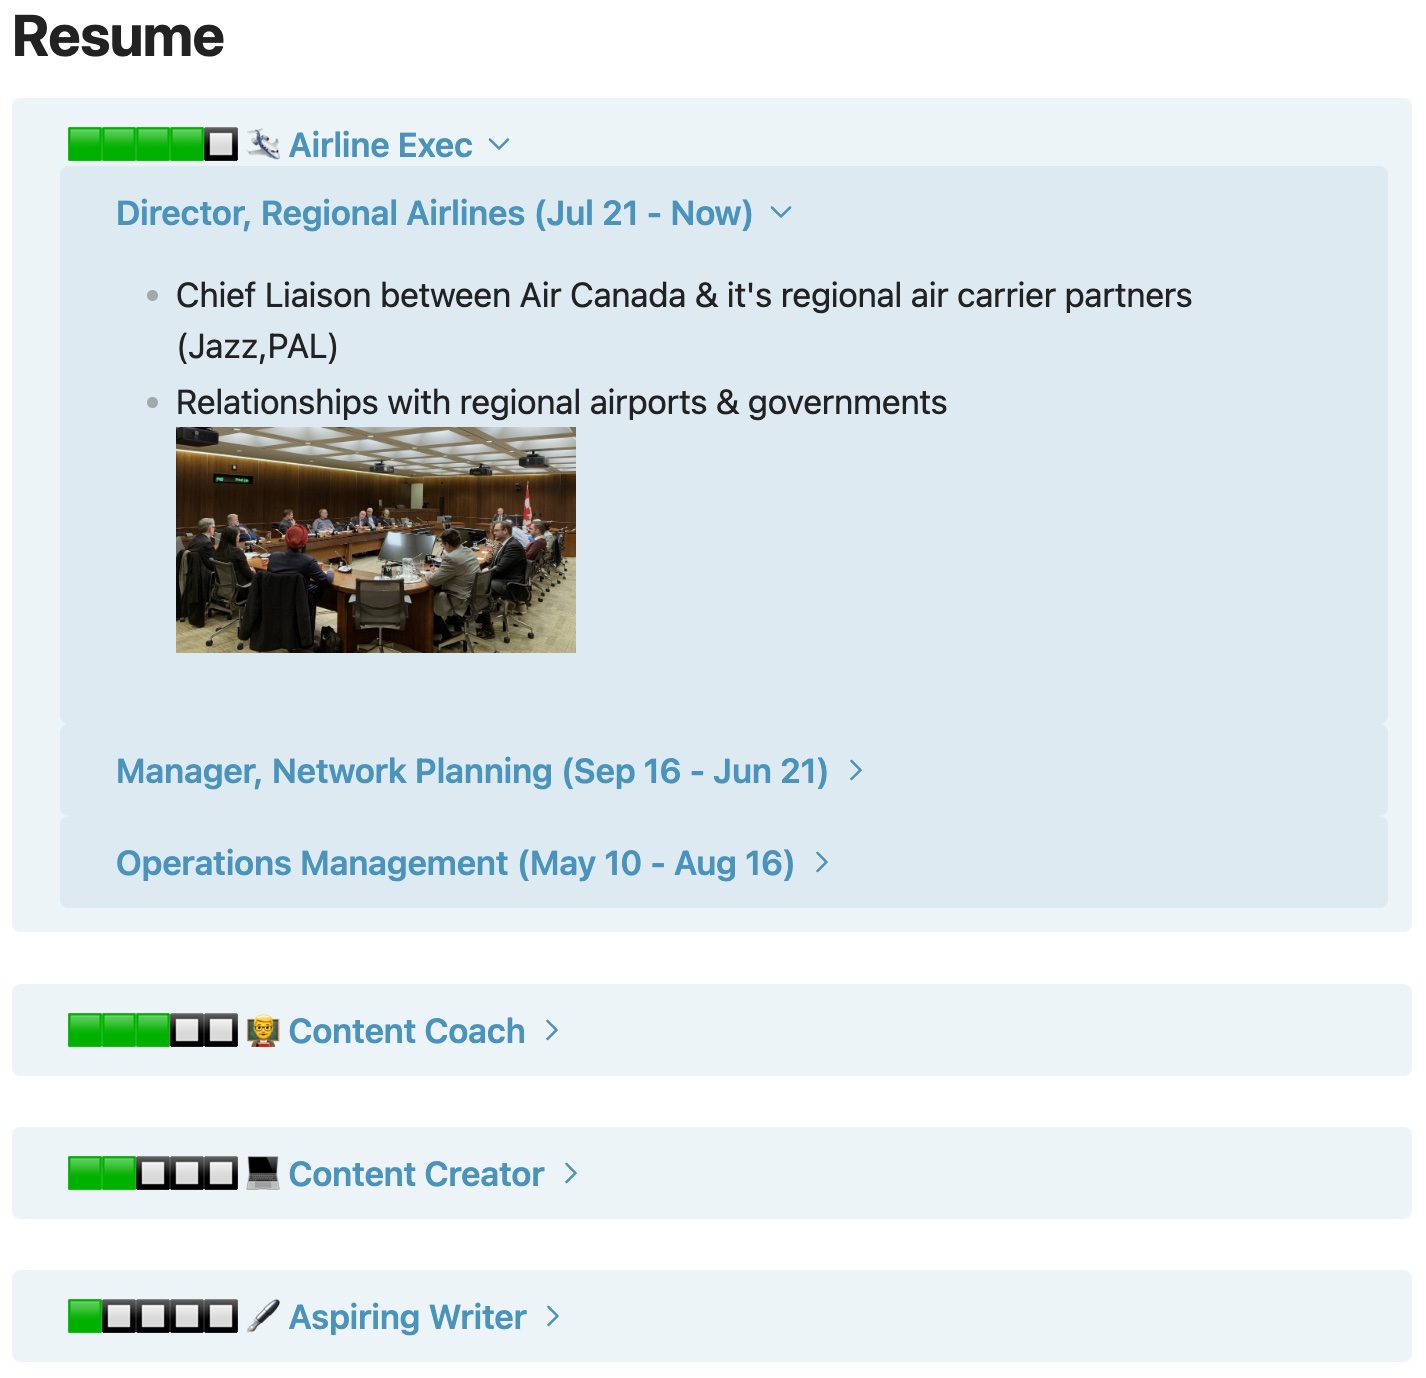 Resume
Airline Exec
Director, Regional Airlines (Jul 21 - Now)
Chief Liaison between Air Canada & it's regional air carrier partners
(Jazz,PAL)
Relationships with regional airports & governments
Manager, Network Planning (Sep 16 - Jun 21)
Operations Management (May 10 - Aug 16)
Content Coach
Content Creator
Aspiring Writer